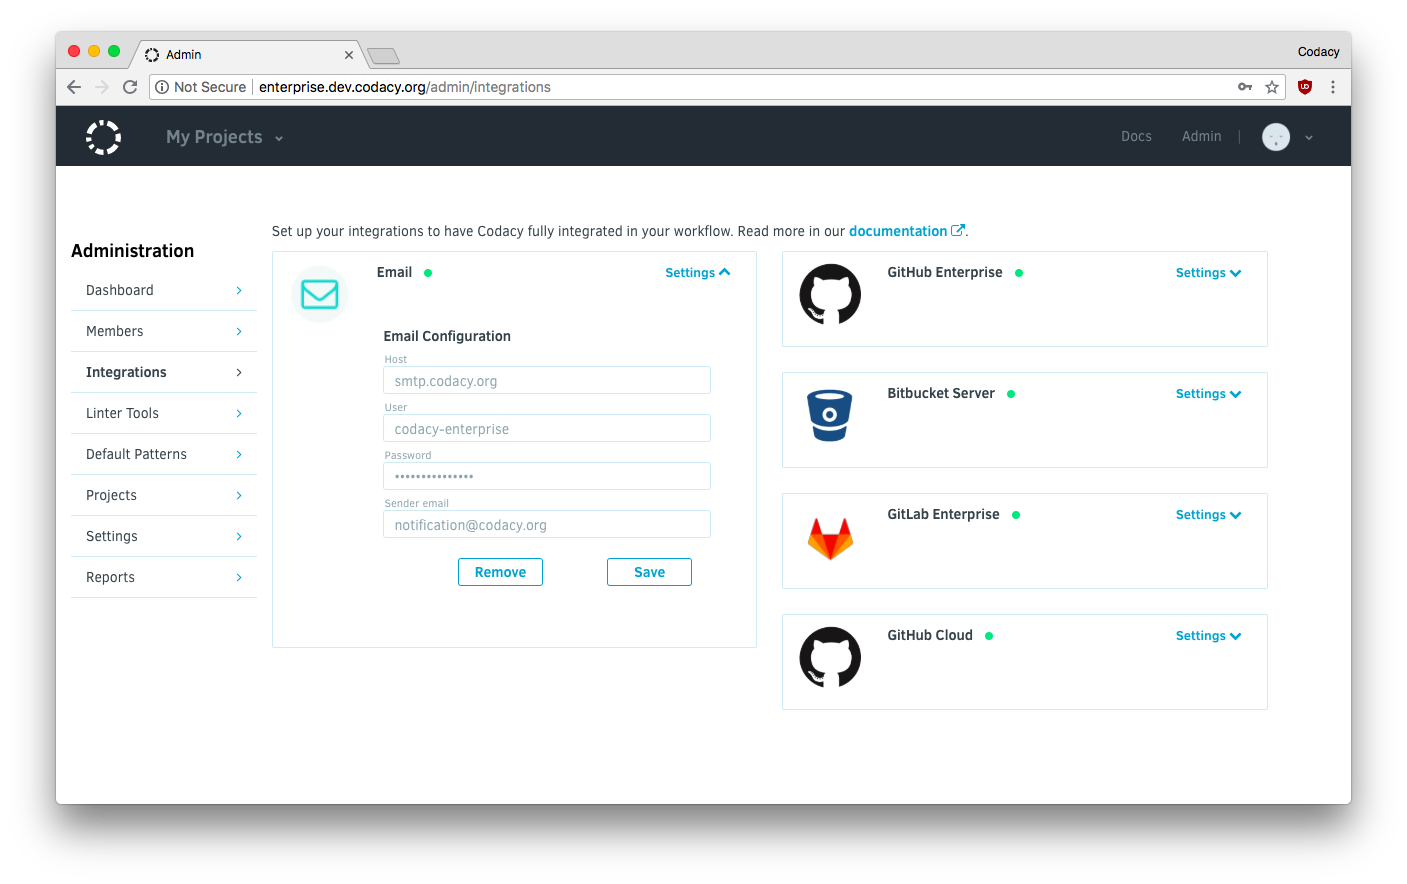 Admin
Codacy
Not Secure enterprise.dev.codacy.org/admin/integrations
My Projects
Docs Admin |
Set up your integrations to have Codacy fully integrated in your workflow. Read more in our documentation.
Administration
Dashboard
Members
Integrations
Linter Tools
Default Patterns
Projects
Settings
Reports
Email Settings
Email Configuration
Host
smtp.codacy.org
User
codacy-enterprise
Password
•••••••••••••••
Sender email
notification@codacy.org
Remove Save
GitHub Enterprise Settings
Bitbucket Server Settings
GitLab Enterprise Settings
GitHub Cloud Settings